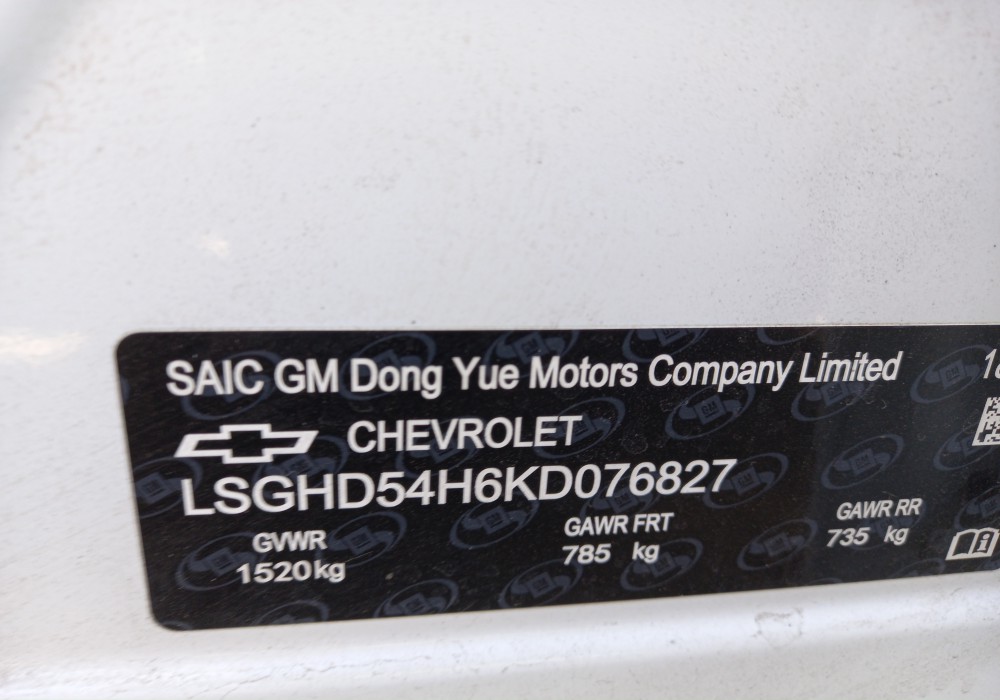 SAIC GM Dong Yue Motors Company Limited
CHEVROLET
LSGHD54H6KD076827
GVWR GAWR FRT GAWR RR
1520kg 785 kg 735 kg